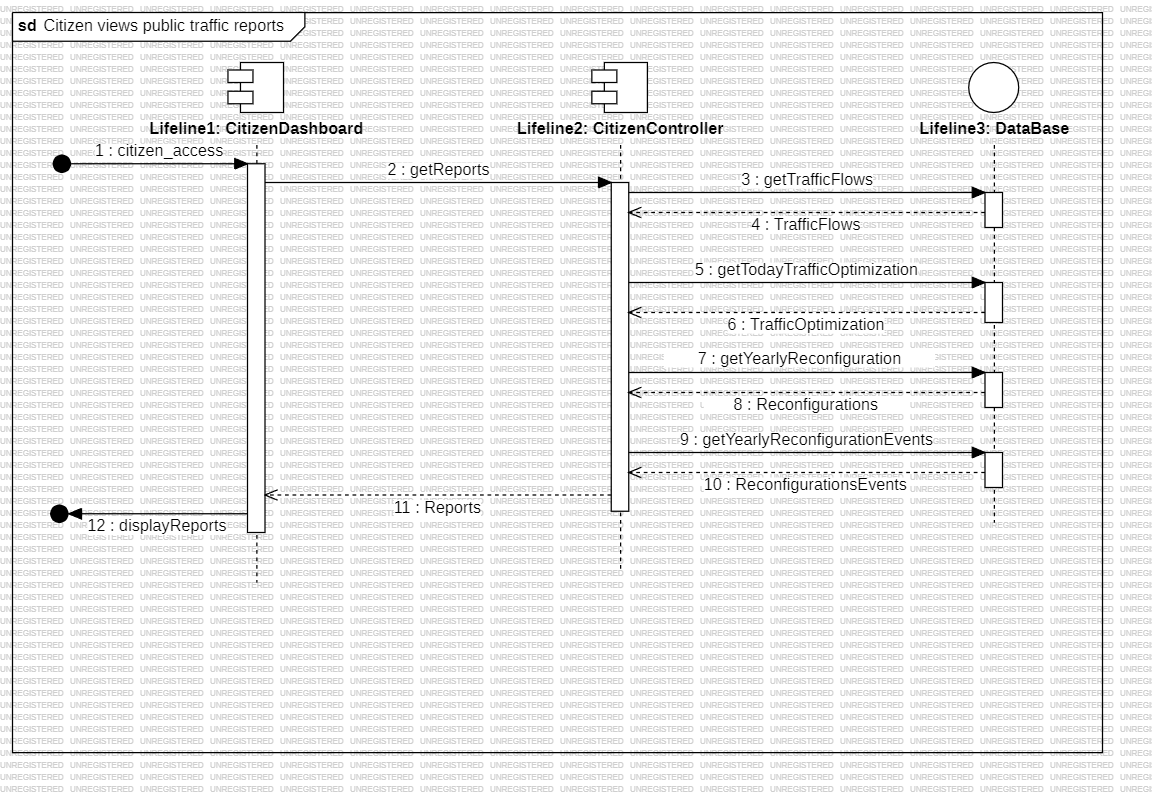 sd Citizen views public traffic reports
Lifeline1: CitizenDashboard
Lifeline2: CitizenController
Lifeline3: DataBase
1 : citizen_access
2 : getReports
3 : getTrafficFlows
4 : TrafficFlows
5 : getTodayTrafficOptimization
6 : TrafficOptimization
7 : getYearlyReconfiguration
8 : Reconfigurations
9 : getYearlyReconfigurationEvents
10 : ReconfigurationsEvents
11 : Reports
12 : displayReports
UNREGISTERED